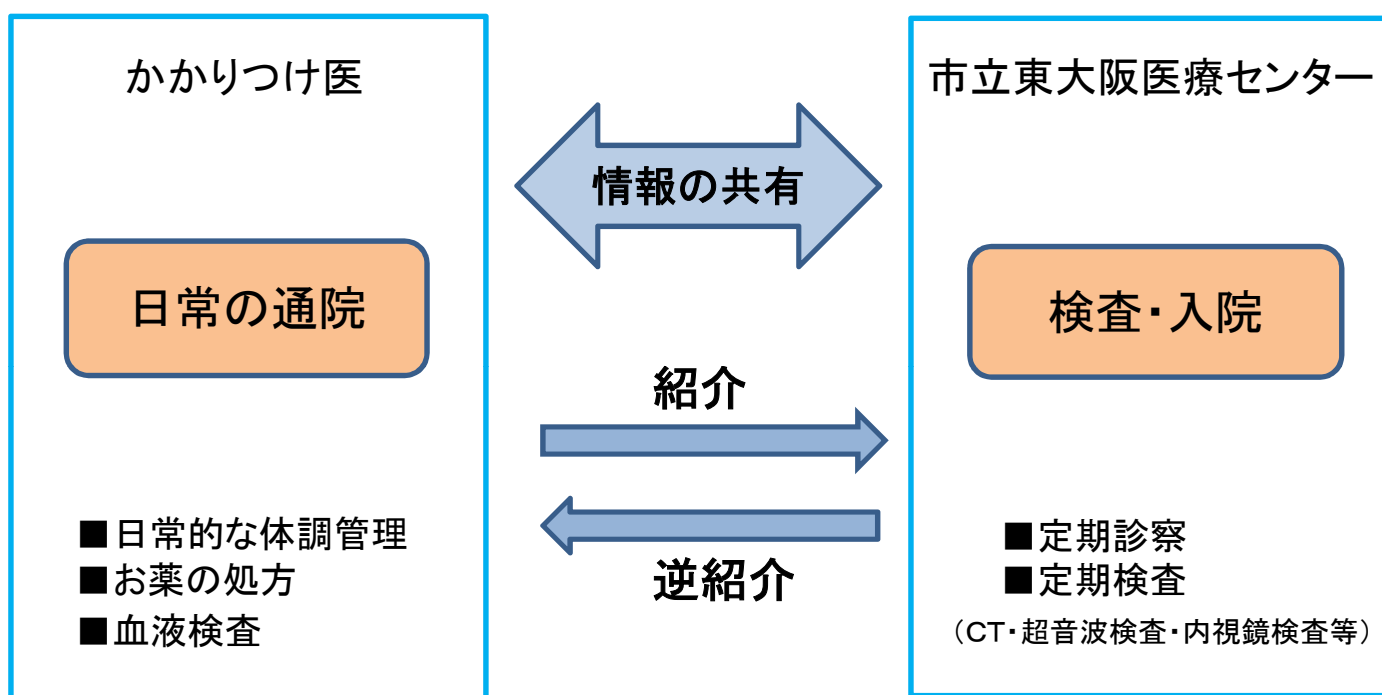 かかりつけ医
日常の通院
■日常的な体調管理
■お薬の処方
■血液検査
情報の共有
紹介
逆紹介
市立東大阪医療センター
検査・入院
■定期診察
■定期検査
（CT・超音波検査・内視鏡検査等）